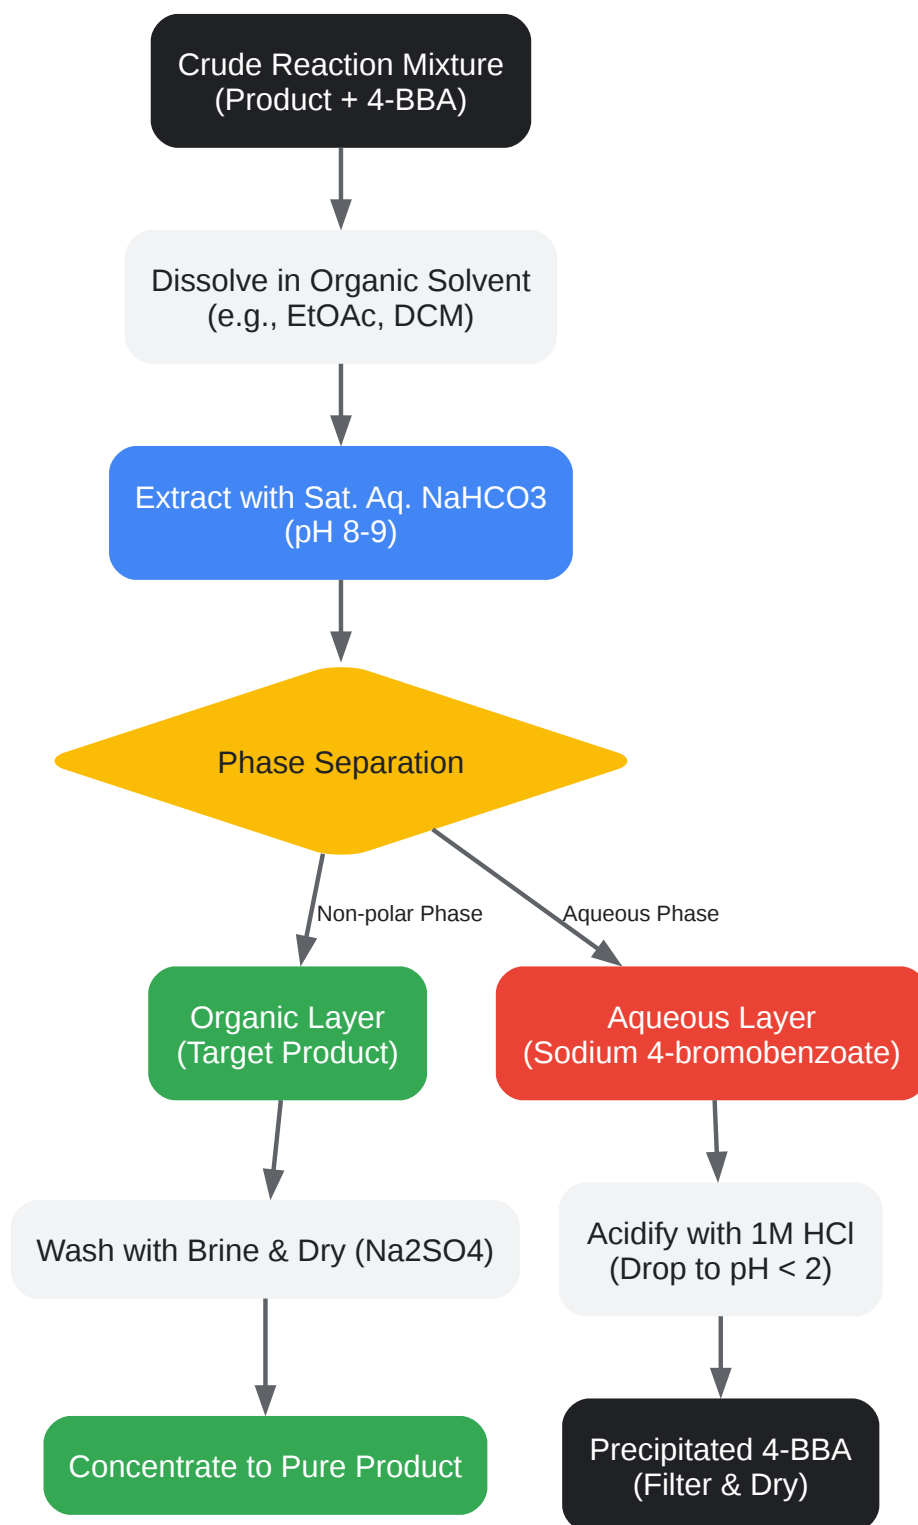 Crude Reaction Mixture
(Product + 4-BBA)
Dissolve in Organic Solvent
(e.g., EtOAc, DCM)
Extract with Sat. Aq. NaHCO3
(pH 8-9)
Phase Separation
Non-polar Phase
Aqueous Phase
Organic Layer
(Target Product)
Aqueous Layer
(Sodium 4-bromobenzoate)
Wash with Brine & Dry (Na2SO4)
Acidify with 1M HCl
(Drop to pH < 2)
Concentrate to Pure Product
Precipitated 4-BBA
(Filter & Dry)